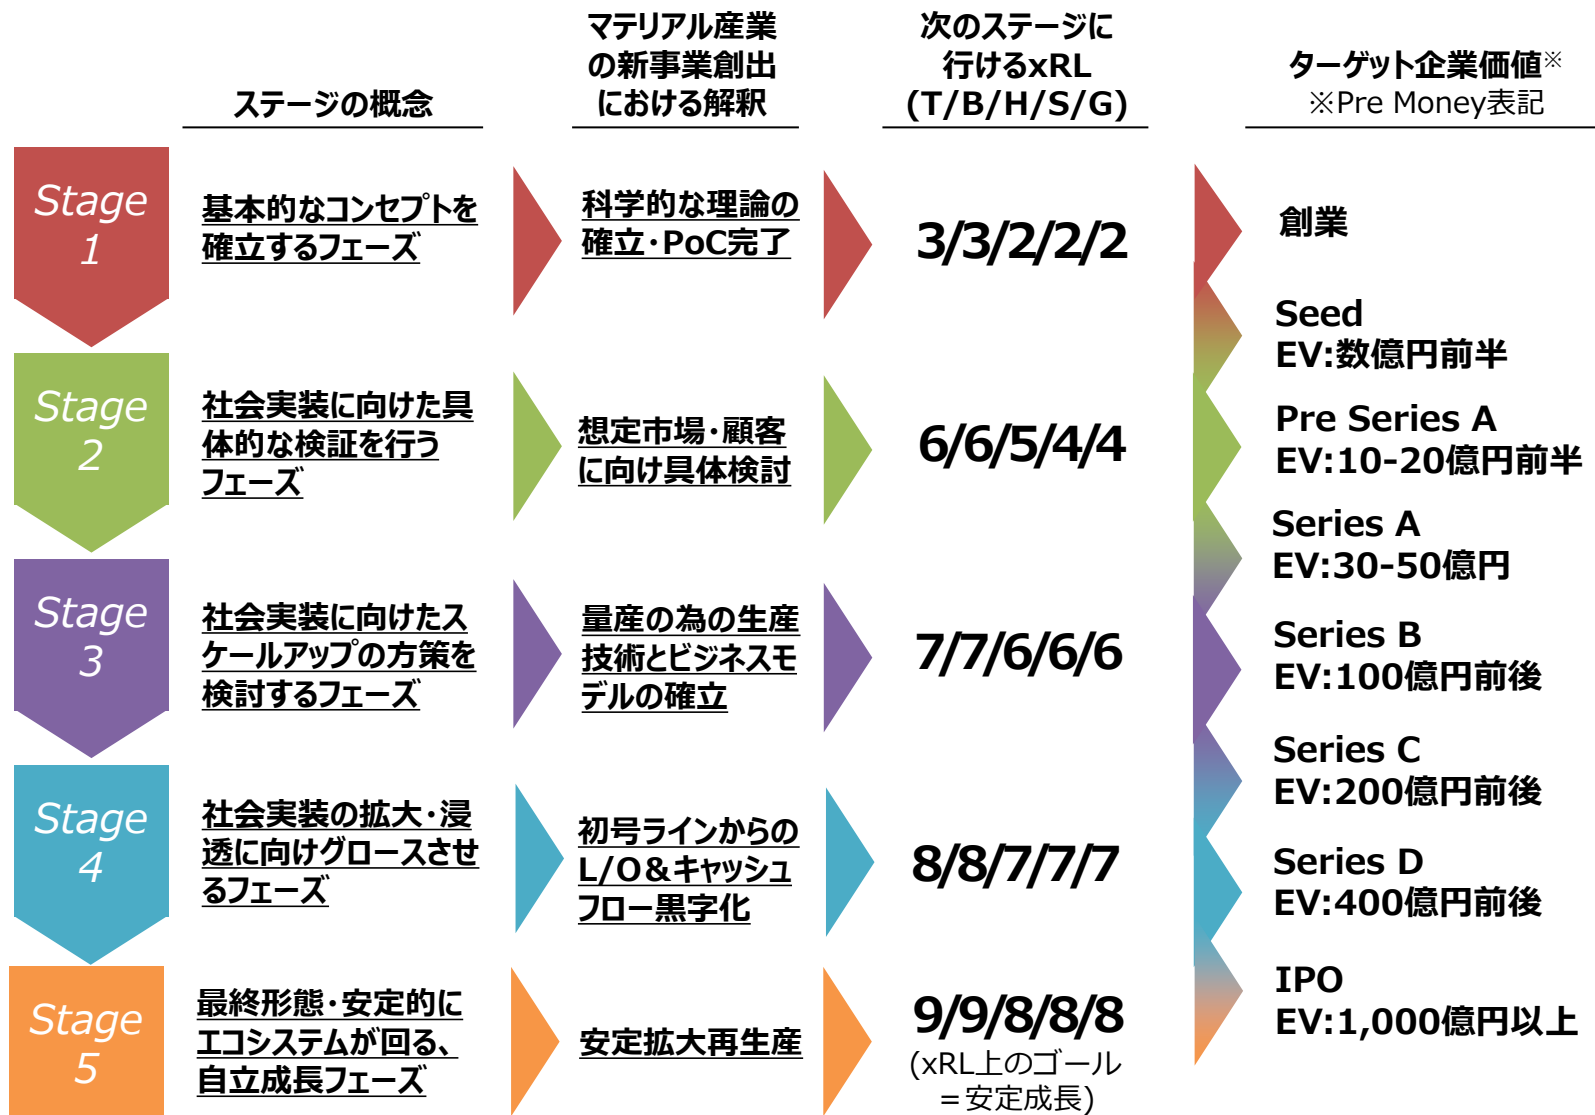 ステージの概念
マテリアル産業
の新事業創出
における解釈
次のステージに
行けるxRL
(T/B/H/S/G)
ターゲット企業価値※
※Pre Money表記
Stage
1
基本的なコンセプトを
確立するフェーズ
科学的な理論の
確立・PoC完了
3/3/2/2/2
創業
Seed
EV:数億円前半
Stage
2
社会実装に向けた具
体的な検証を行う
フェーズ
想定市場・顧客
に向け具体検討
6/6/5/4/4
Pre Series A
EV:10-20億円前半
Series A
EV:30-50億円
Stage
3
社会実装に向けたス
ケールアップの方策を
検討するフェーズ
量産の為の生産
技術とビジネスモ
デルの確立
7/7/6/6/6
Series B
EV:100億円前後
Series C
EV:200億円前後
Stage
4
社会実装の拡大・浸
透に向けグロースさせ
るフェーズ
初号ラインからの
L/O&キャッシュ
フロー黒字化
8/8/7/7/7
Series D
EV:400億円前後
Stage
5
最終形態・安定的に
エコシステムが回る、
自立成長フェーズ
安定拡大再生産
9/9/8/8/8
(xRL上のゴール
＝安定成長)
IPO
EV:1,000億円以上